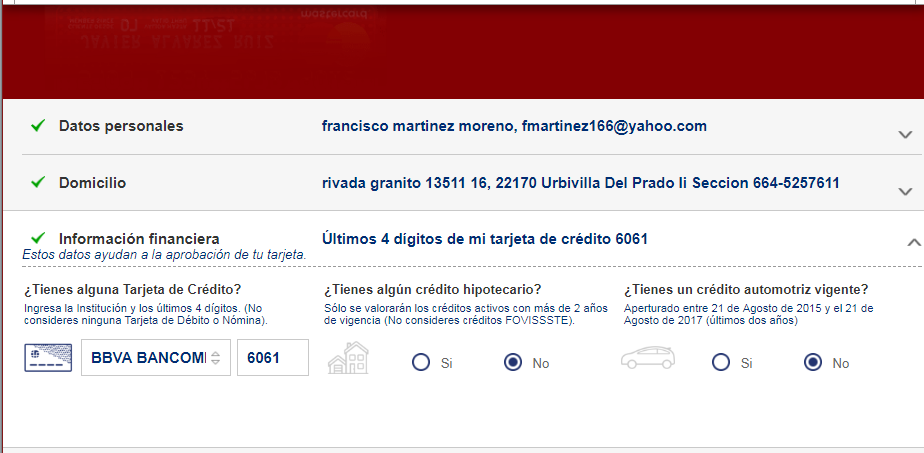 mastercard
JAVIER ALVAREZ RUIZ
Datos personales
francisco martinez moreno, fmartinez166@yahoo.com
Domicilio
rivada granito 13511 16, 22170 Urbivilla Del Prado Ii Seccion 664-5257611
Información financiera
Últimos 4 dígitos de mi tarjeta de crédito 6061
Estos datos ayudan a la aprobación de tu tarjeta.
¿Tienes alguna Tarjeta de Crédito?
Ingresa la Institución y los últimos 4 dígitos. (No
consideres ninguna Tarjeta de Débito o Nómina).
BBVA BANCOM
6061
¿Tienes algún crédito hipotecario?
Sólo se valorarán los créditos activos con más de 2 años
de vigencia (No consideres créditos FOVISSSTE).
Si
No
¿Tienes un crédito automotriz vigente?
Aperturado entre 21 de Agosto de 2015 y el 21 de
Agosto de 2017 (últimos dos años)
Si
No